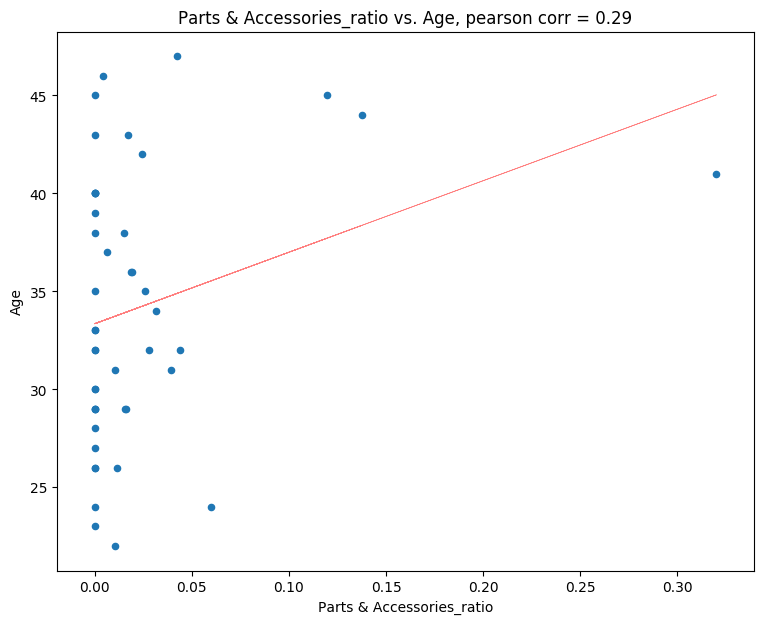 Parts & Accessories_ratio vs. Age, pearson corr = 0.29
45
40
35
30
25
Age
0.00 0.05 0.10 0.15 0.20 0.25 0.30
Parts & Accessories_ratio